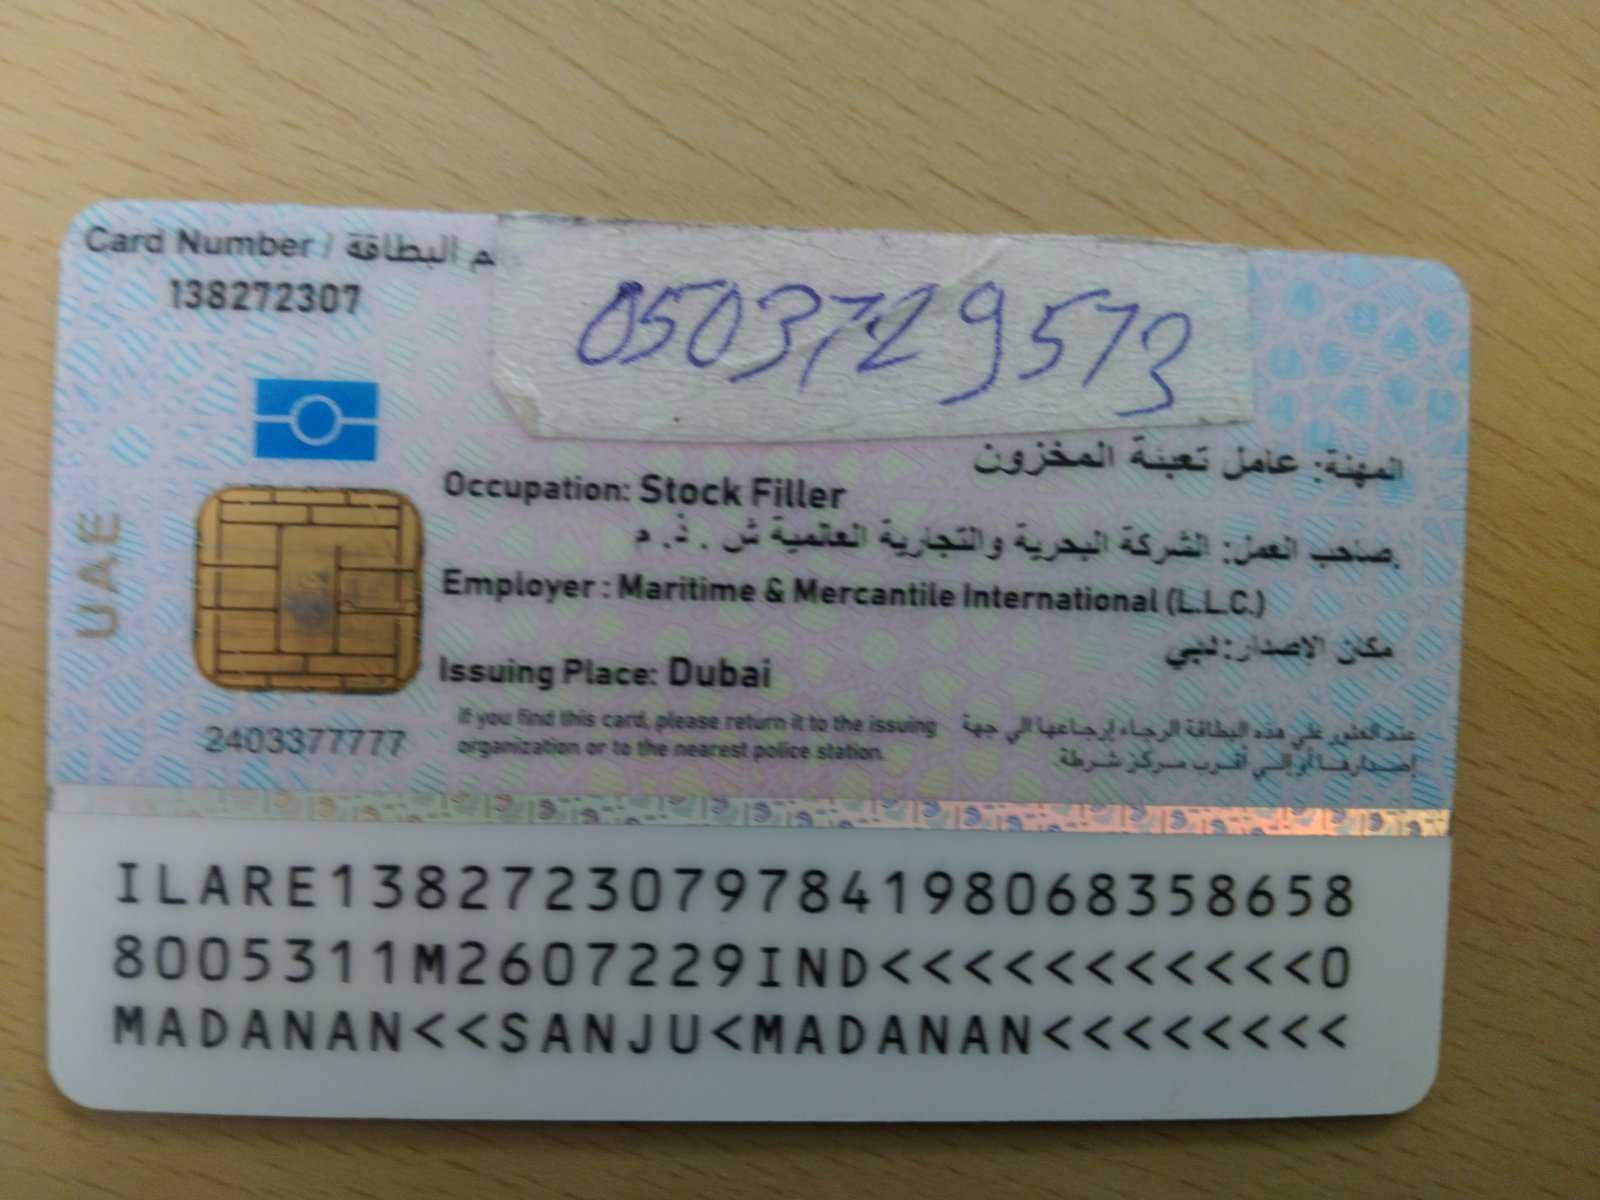 Card Number / م البطاقة
138272307
0503729573
UAE
المهنة: عامل تعبئة المخزون
Occupation: Stock Filler
صاحب العمل: الشركة البحرية والتجارية العالمية ش . ذ. م.
Employer : Maritime & Mercantile International (L.L.C.)
مكان الاصدار: دبي
Issuing Place: Dubai
2403377777
If you find this card, please return it to the issuing
organization or to the nearest police station.
عند العثور على هذه البطاقة الرجاء إرجاعها الى جهة
إصدارها أو إلى أقرب مركز شرطة.
ILARE1382723079784198068358658
8005311M2607229IND<<<<<<<<<<<0
MADANAN<<SANJU<MADANAN<<<<<<<<